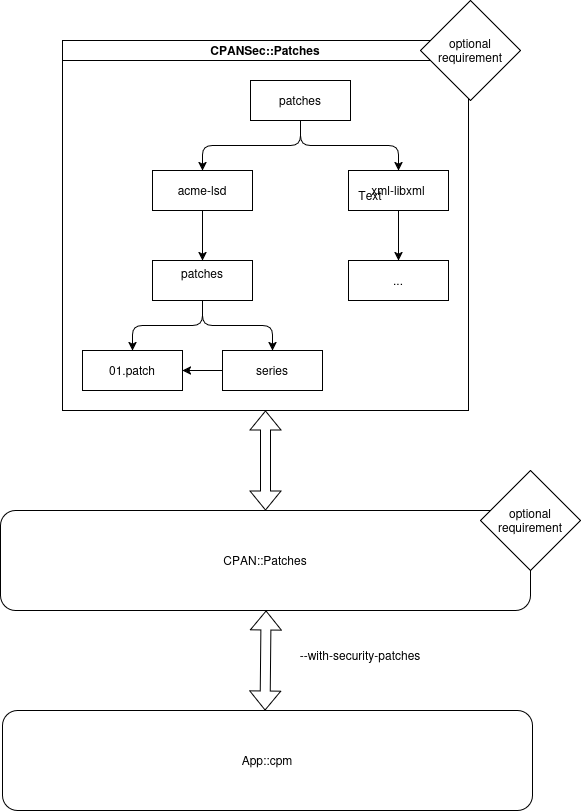 optional
requirement
CPANSec::Patches
patches
acme-lsd
xml-libxml
Text
patches
...
01.patch
series
optional
requirement
CPAN::Patches
--with-security-patches
App::cpm